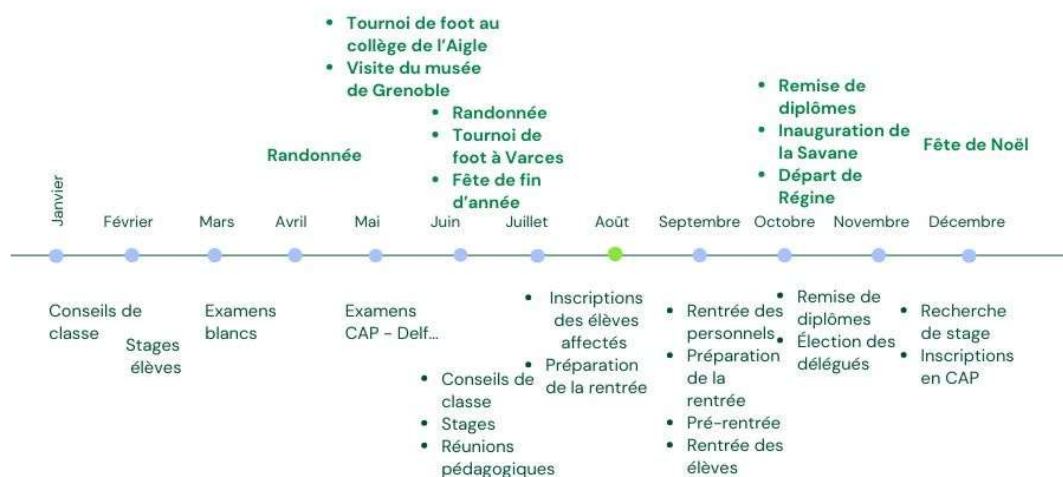 • Tournoi de foot au
collège de l'Aigle
• Visite du musée
de Grenoble
• Randonnée
• Tournoi de
foot à Varces
• Fête de fin
d'année
• Remise de
diplômes
• Inauguration de
la Savane
• Départ de
Régine
Fête de Noël
Randonnée
Janvier
Février
Mars
Avril
Mai
Juin
Juillet
Août
Septembre
Octobre
Novembre
Décembre
Conseils de
classe
Stages
élèves
Examens
blancs
Examens
CAP - Delf...
• Conseils de
classe
• Stages
• Réunions
pédagogiques
• Inscriptions
des élèves
affectés
• Préparation
de la rentrée
• Rentrée des
personnels
• Préparation
de la
rentrée
• Pré-rentrée
• Rentrée des
élèves
• Remise de
diplômes
• Élection des
délégués
• Recherche
de stage
• Inscriptions
en CAP